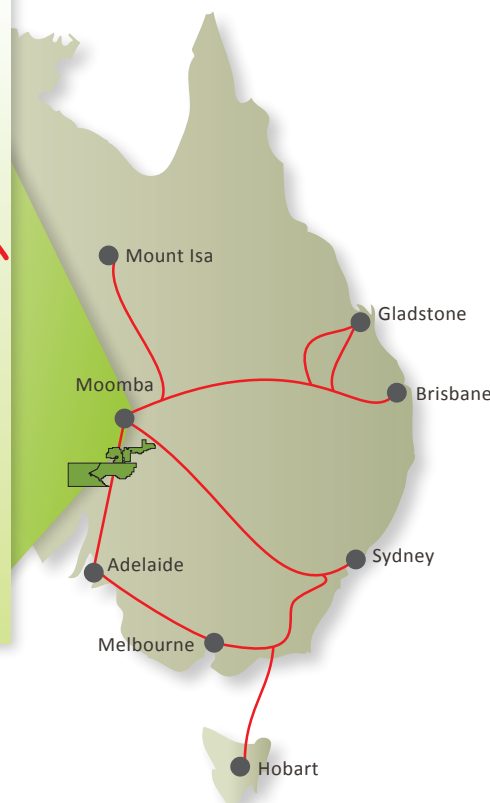 Mount Isa
Gladstone
Moomba
Brisbane
Sydney
Adelaide
Melbourne
Hobart